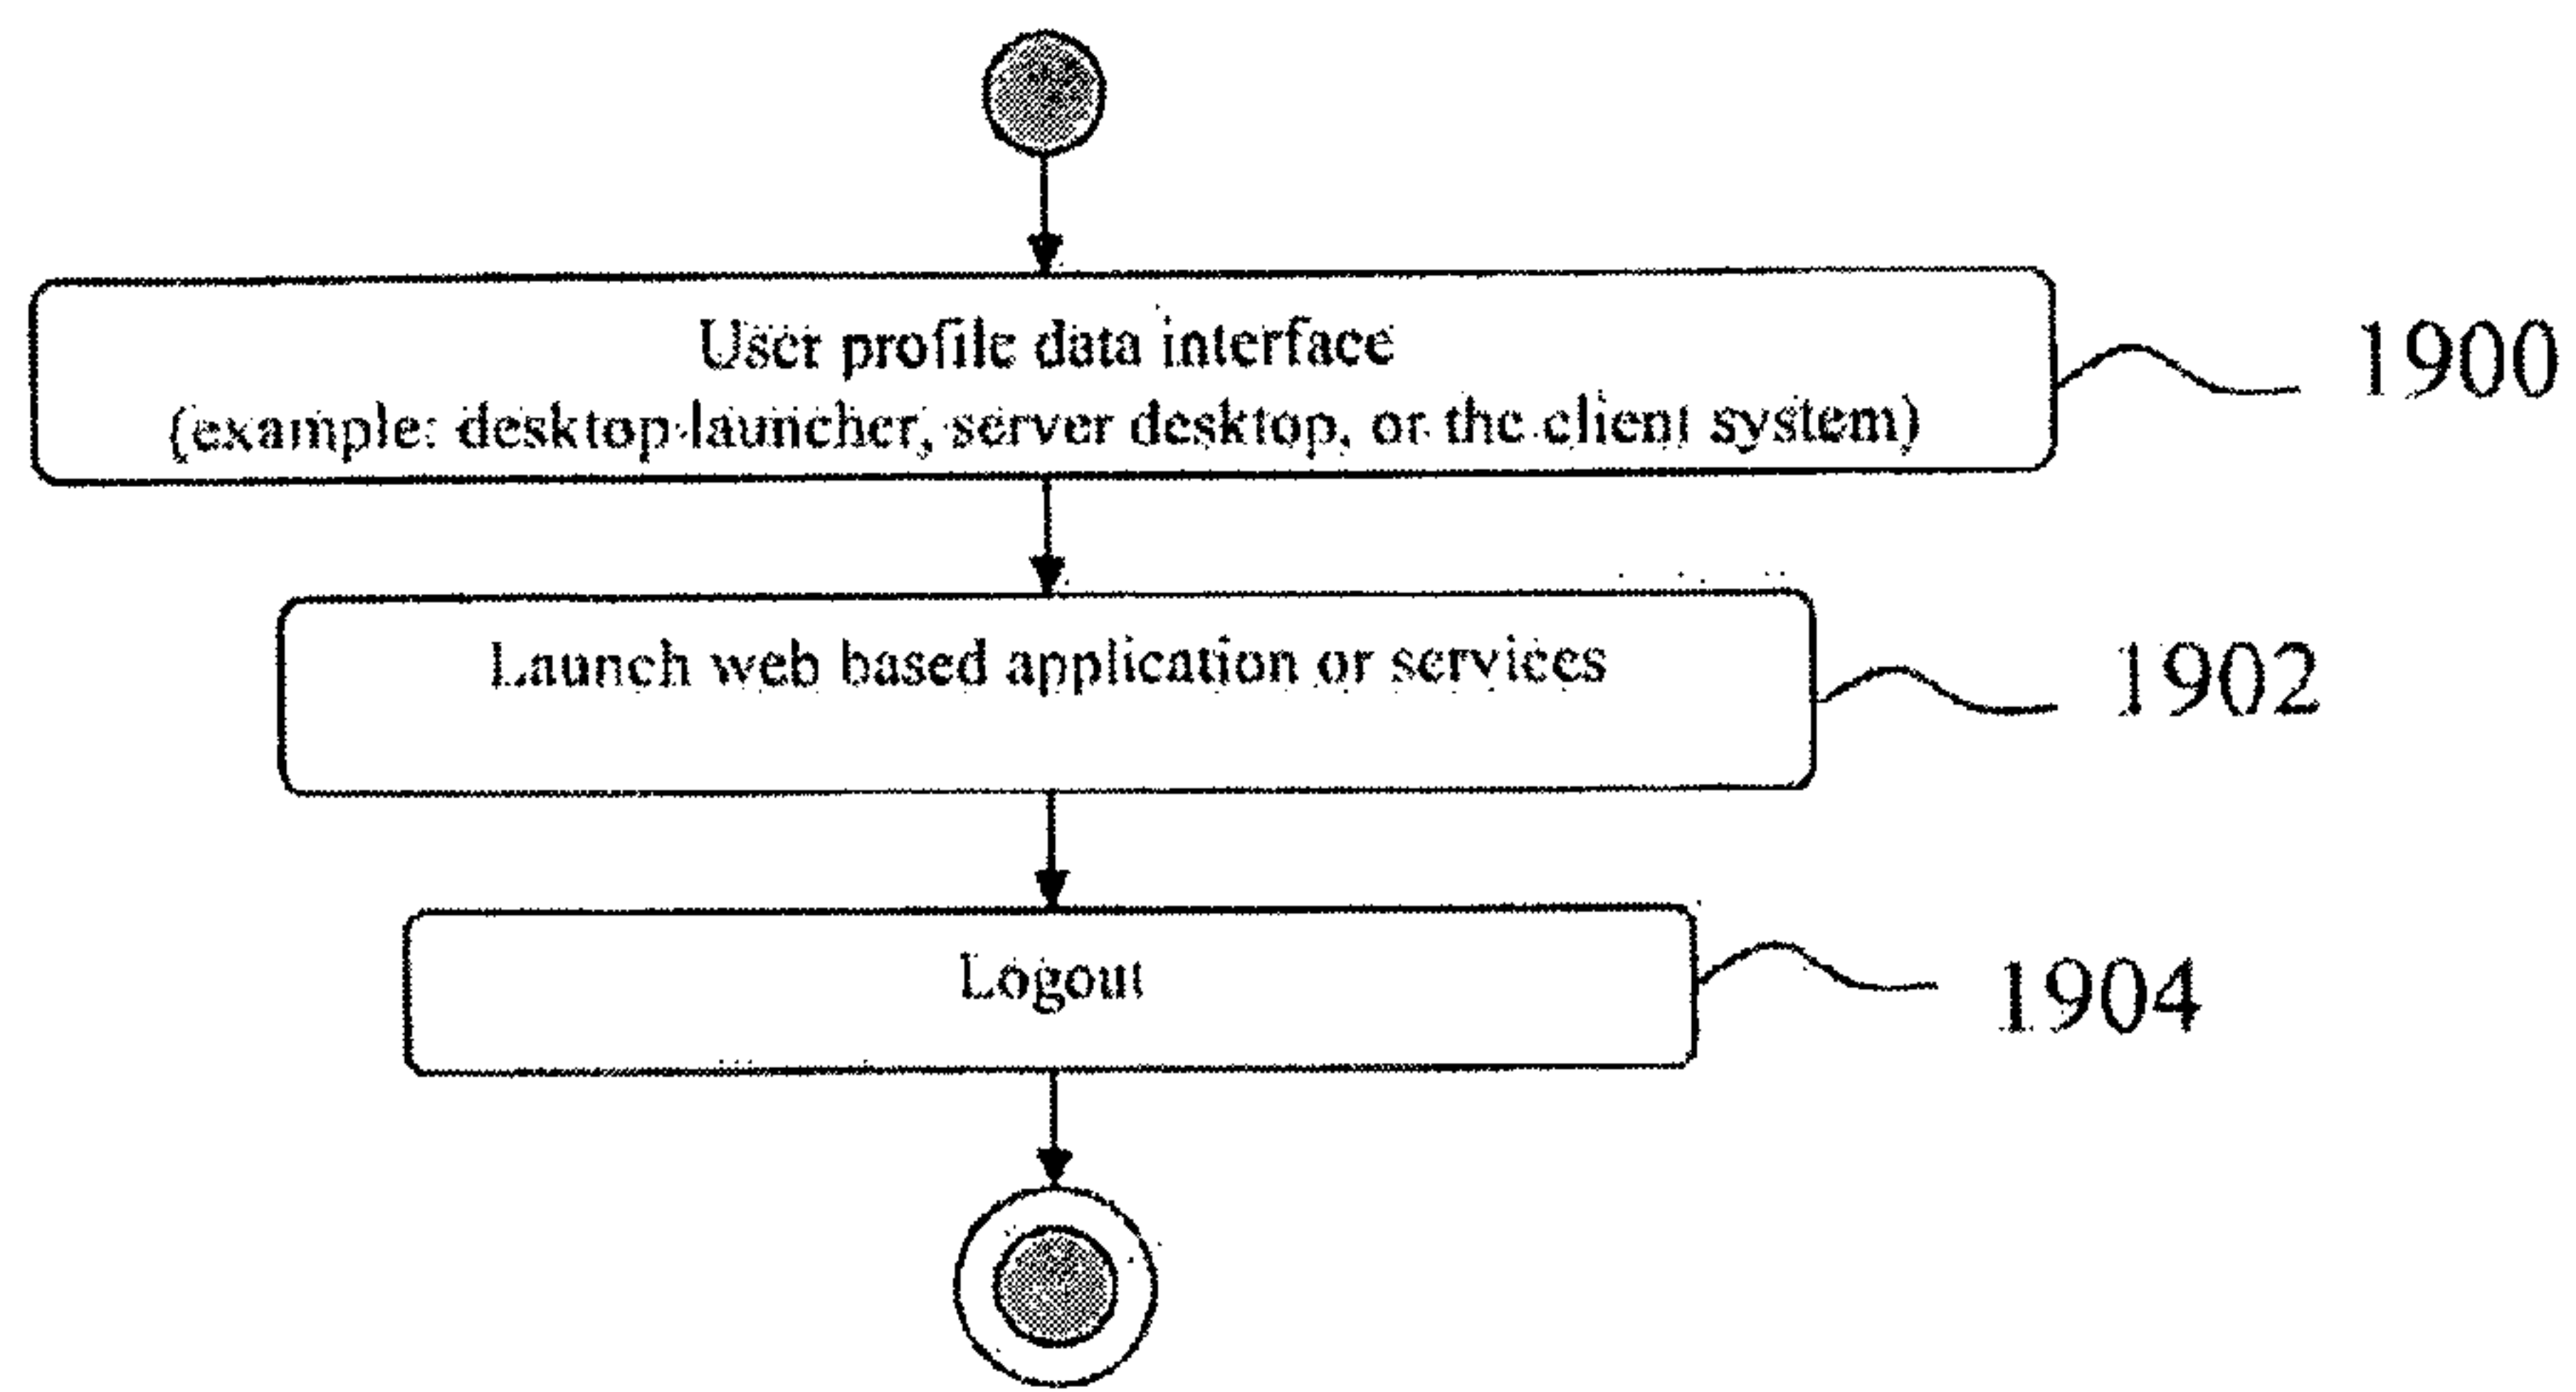 User profile data interface
(example: desktop launcher, server desktop, or the client system)
1900
Launch web based application or services
1902
Logout
1904